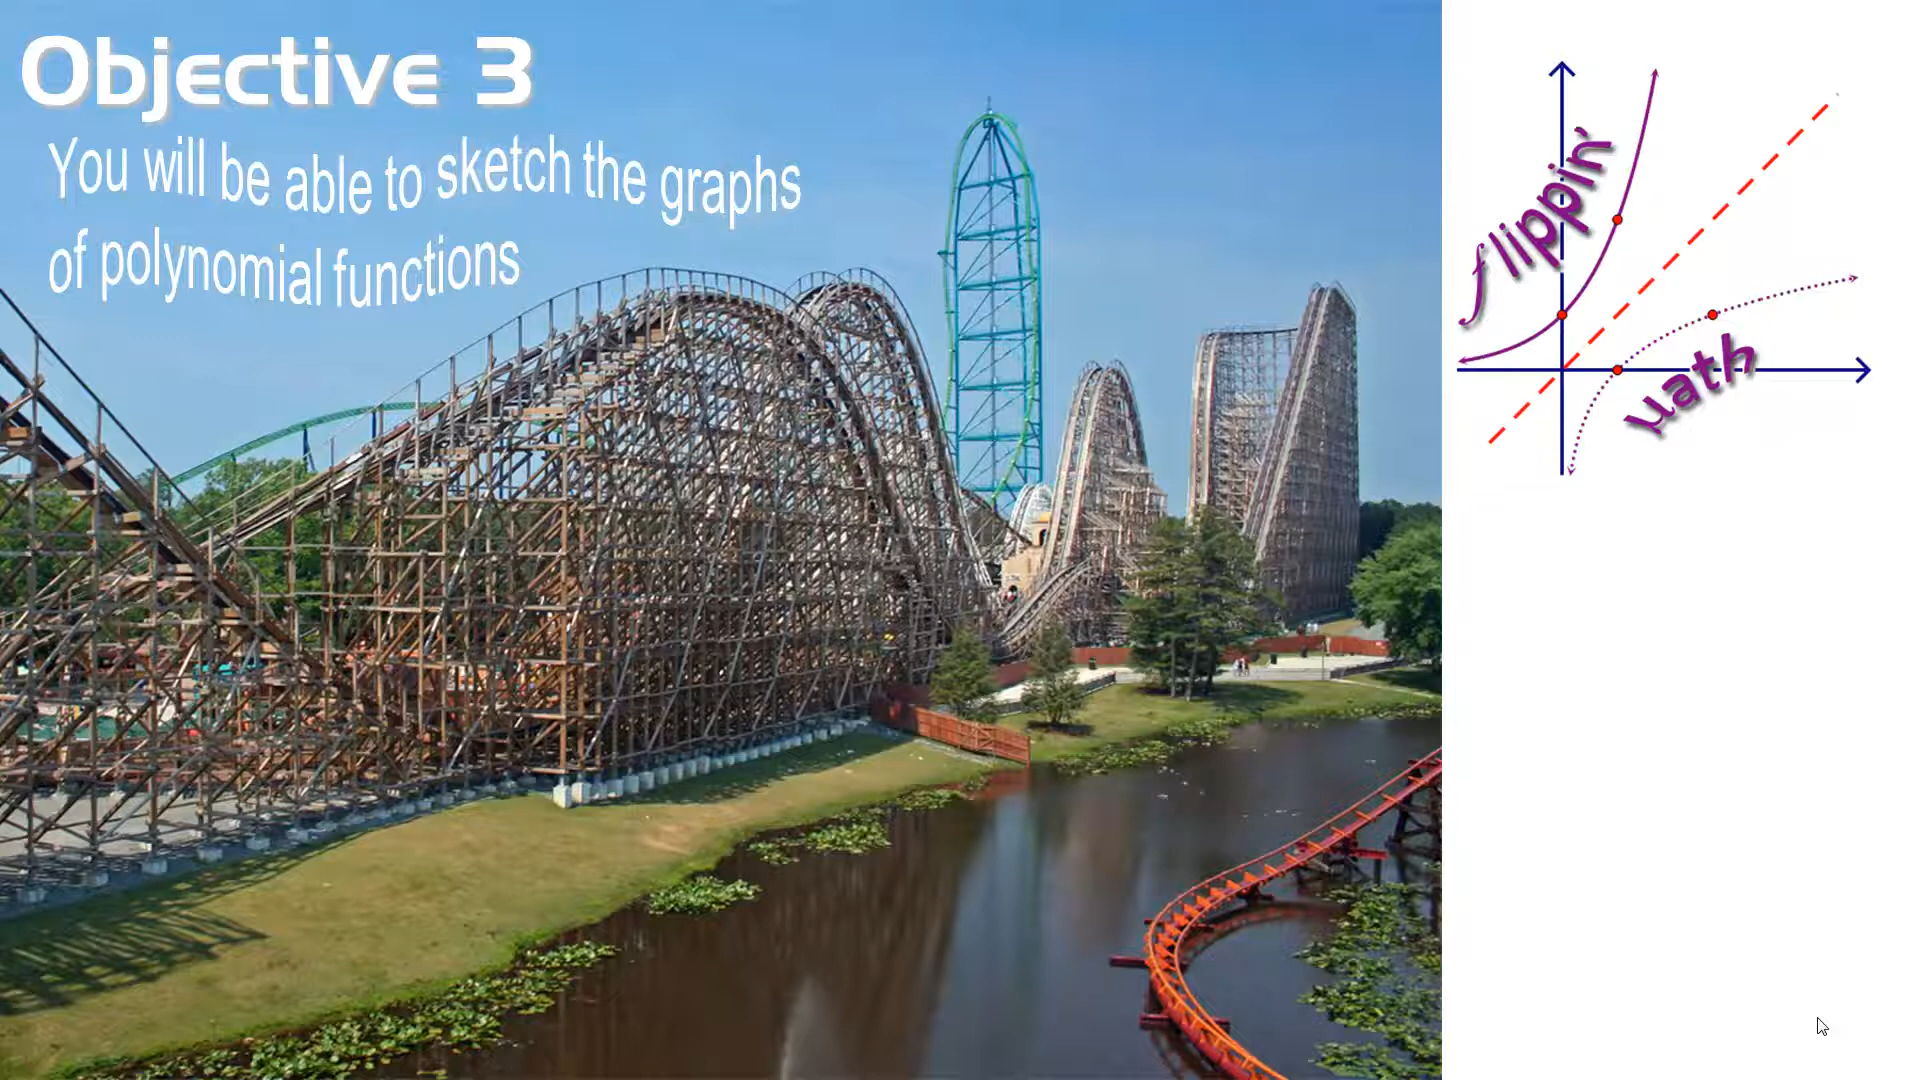 Objective 3
You will be able to sketch the graphs
of polynomial functions
flippin'
math